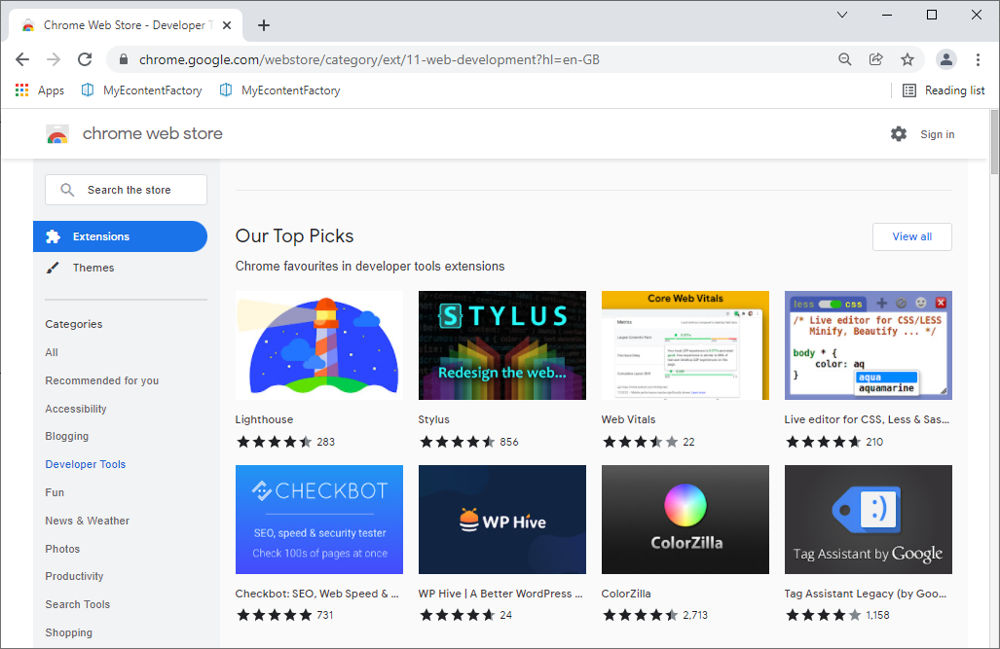 Chrome Web Store - Developer T
chrome.google.com/webstore/category/ext/11-web-development?hl=en-GB
Apps MyEcontentFactory MyEcontentFactory Reading list
chrome web store Sign in
Search the store
Extensions
Themes
Categories
All
Recommended for you
Accessibility
Blogging
Developer Tools
Fun
News & Weather
Photos
Productivity
Search Tools
Shopping
Our Top Picks
View all
Chrome favourites in developer tools extensions
STYLUS
Redesign the web...
Core Web Vitals
Metrics
less css
/* Live editor for CSS/LESS
Minify, Beautify ... */
body * {
color: aq
}
aqua
aquamarine
Lighthouse
283
Stylus
856
Web Vitals
22
Live editor for CSS, Less & Sas...
210
CHECKBOT
SEO, speed & security tester
Check 100s of pages at once
WP Hive
ColorZilla
:)
Tag Assistant by Google
Checkbot: SEO, Web Speed & ...
731
WP Hive | A Better WordPress ...
24
ColorZilla
2,713
Tag Assistant Legacy (by Goo...
1,158